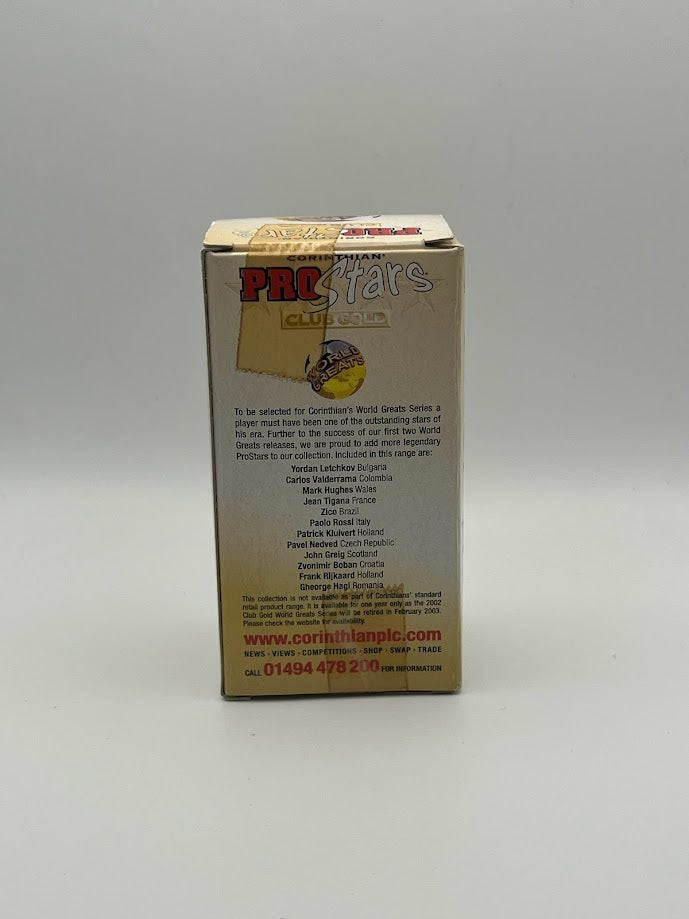 CORINTHIAN
PROStars
CORINTHIAN
PROStars
CLUB GOLD
WORLD
GREATS
To be selected for Corinthian's World Greats Series a
player must have been one of the outstanding stars of
his era. Further to the success of our first two World
Greats releases, we are proud to add more legendary
ProStars to our collection. Included in this range are:
Yordan Letchkov Bulgaria
Carlos Valderrama Colombia
Mark Hughes Wales
Jean Tigana France
Zico Brazil
Paolo Rossi Italy
Patrick Kluivert Holland
Pavel Nedved Czech Republic
John Greig Scotland
Zvonimir Boban Croatia
Frank Rijkaard Holland
Gheorge Hagi Romania
This collection is not available as part of Corinthians' standard
retail product range. It is available for one year only as the 2002
Club Gold World Greats Series will be retired in February 2003.
Please check the website for availability.
www.corinthianplc.com
NEWS - VIEWS - COMPETITIONS - SHOP - SWAP - TRADE
CALL 01494 478 200 FOR INFORMATION